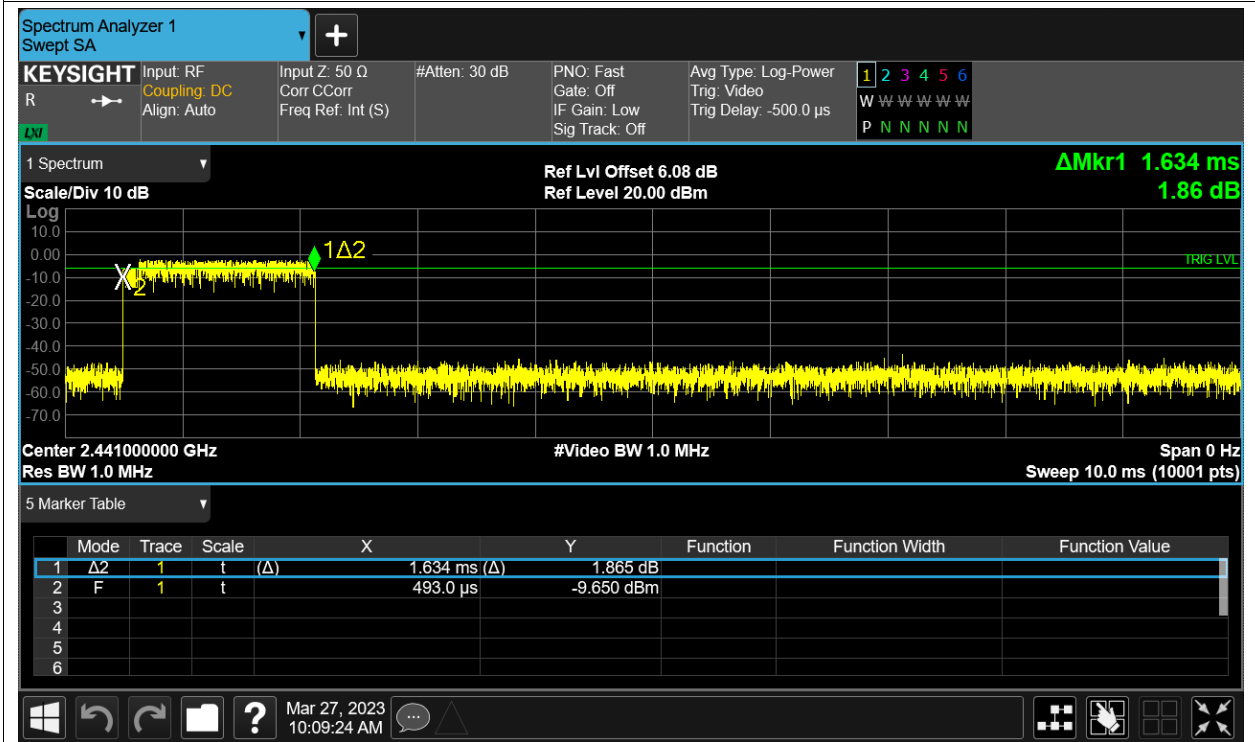 Spectrum Analyzer 1
Swept SA
+
KEYSIGHT
R
LXI
Input: RF
Coupling: DC
Align: Auto
Input Z: 50 Ω
Corr CCorr
Freq Ref: Int (S)
#Atten: 30 dB
PNO: Fast
Gate: Off
IF Gain: Low
Sig Track: Off
Avg Type: Log-Power
Trig: Video
Trig Delay: -500.0 µs
1 2 3 4 5 6
W W W W W W
P N N N N N
1 Spectrum
Scale/Div 10 dB
Ref Lvl Offset 6.08 dB
Ref Level 20.00 dBm
ΔMkr1 1.634 ms
1.86 dB
Log
10.0
0.00
-10.0
-20.0
-30.0
-40.0
-50.0
-60.0
-70.0
1Δ2
X
2
TRIG LVL
Center 2.441000000 GHz
#Video BW 1.0 MHz
Span 0 Hz
Res BW 1.0 MHz
Sweep 10.0 ms (10001 pts)
5 Marker Table
Mode Trace Scale X Y Function Function Width Function Value
1 Δ2 1 t (Δ) 1.634 ms (Δ) 1.865 dB
2 F 1 t 493.0 µs -9.650 dBm
3
4
5
6
?
Mar 27, 2023
10:09:24 AM